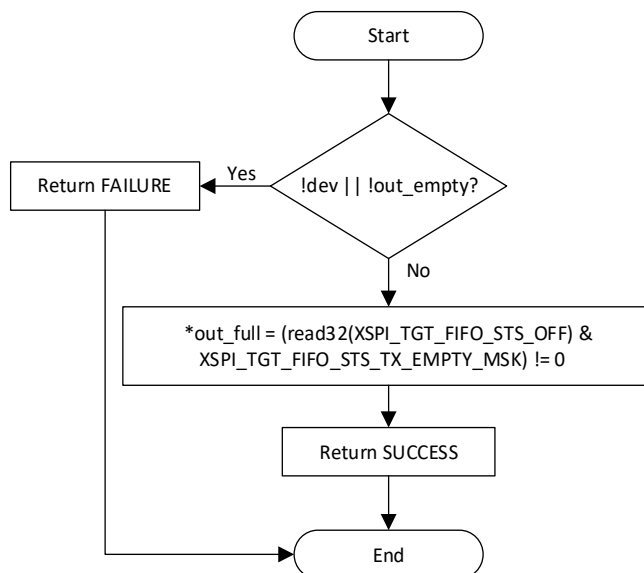 Start
!dev || !out_empty?
Yes
Return FAILURE
No
*out_full = (read32(XSPI_TGT_FIFO_STS_OFF) &
XSPI_TGT_FIFO_STS_TX_EMPTY_MSK) != 0
Return SUCCESS
End